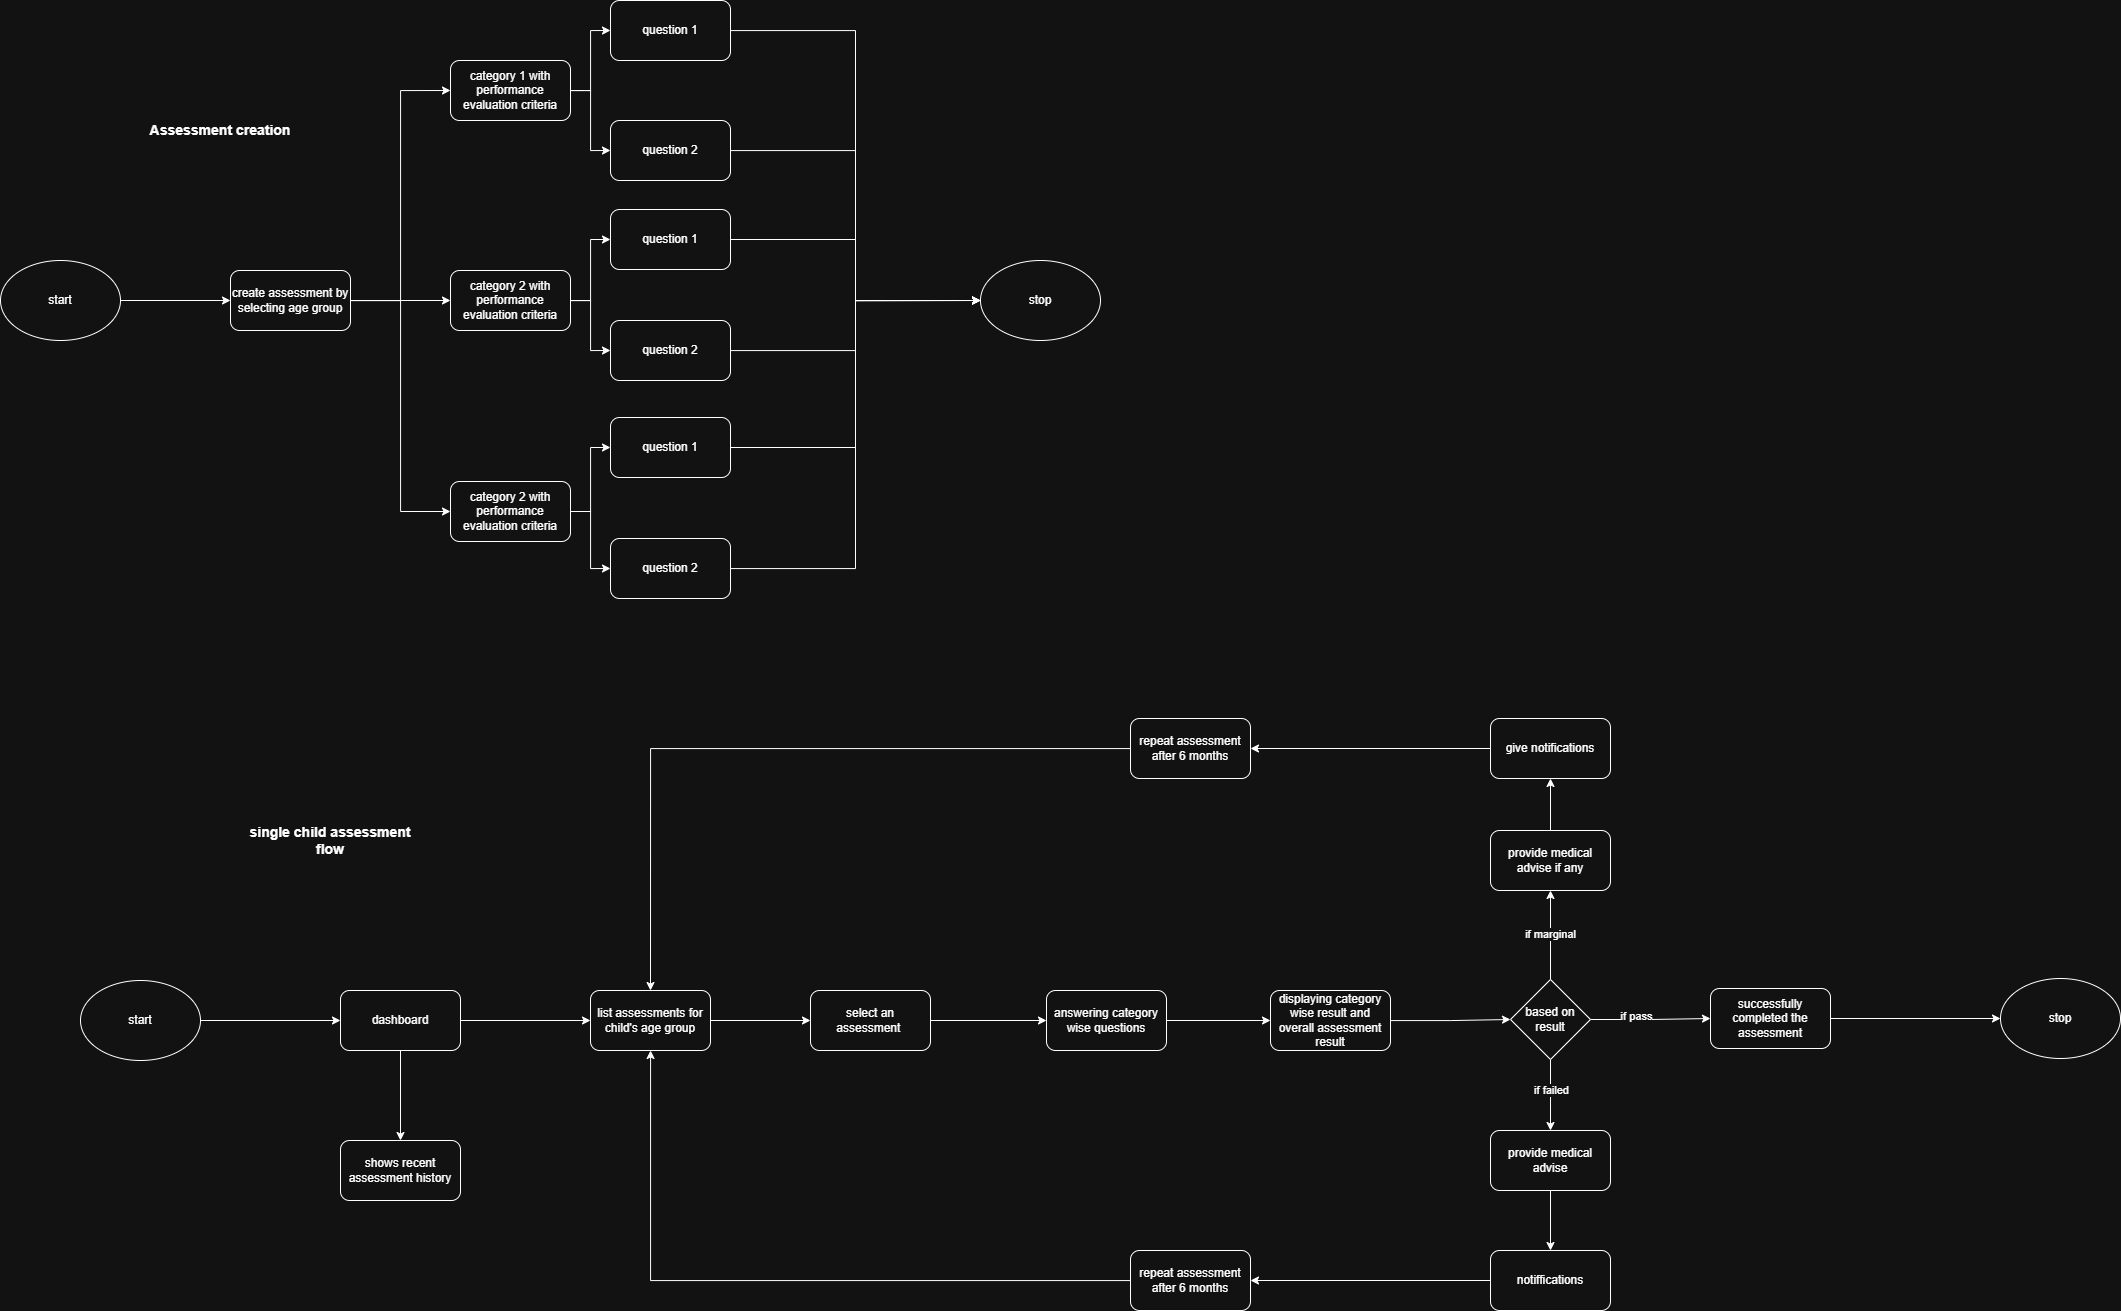 question 1
category 1 with
performance
evaluation criteria
Assessment creation
question 2
question 1
start
create assessment by
selecting age group
category 2 with
performance
evaluation criteria
stop
question 2
question 1
category 2 with
performance
evaluation criteria
question 2
repeat assessment
after 6 months
give notifications
single child assessment
flow
provide medical
advise if any
if marginal
start
dashboard
list assessments for
child's age group
select an
assessment
answering category
wise questions
displaying category
wise result and
overall assessment
result
based on
result
if pass
successfully
completed the
assessment
stop
if failed
shows recent
assessment history
provide medical
advise
repeat assessment
after 6 months
notiffications